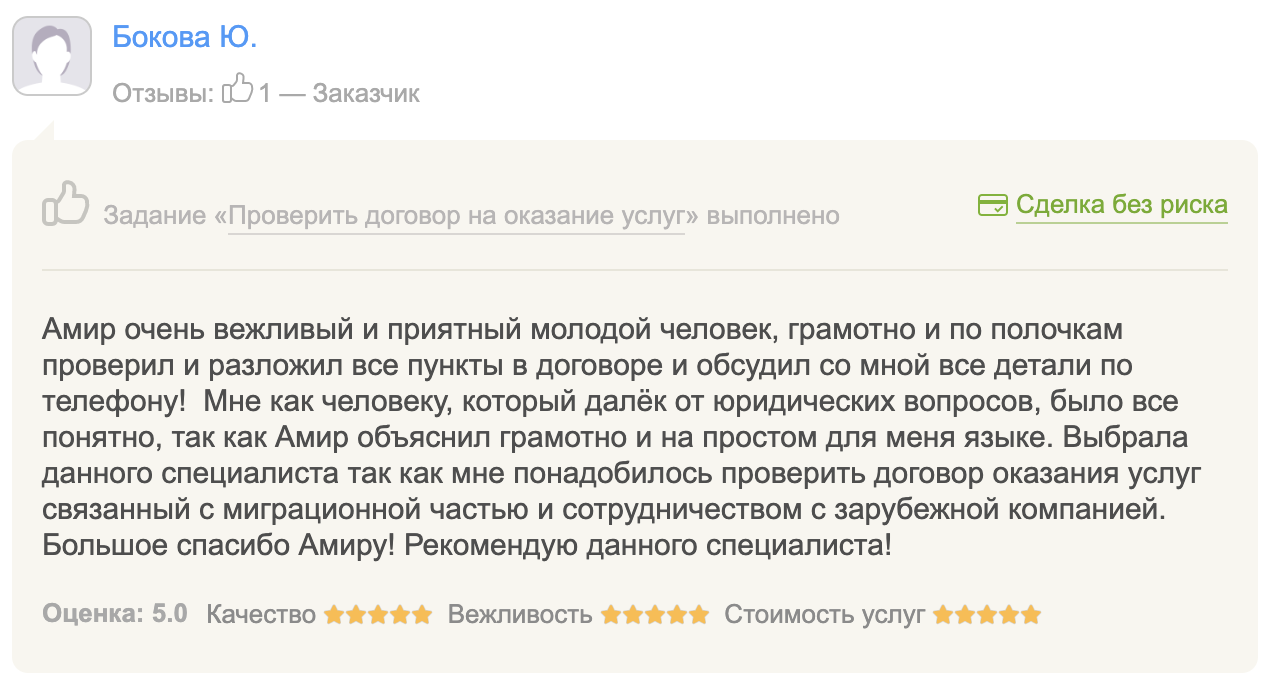 Бокова Ю.
Отзывы: 1 — Заказчик
Задание «Проверить договор на оказание услуг» выполнено
Сделка без риска
Амир очень вежливый и приятный молодой человек, грамотно и по полочкам
проверил и разложил все пункты в договоре и обсудил со мной все детали по
телефону!  Мне как человеку, который далёк от юридических вопросов, было все
понятно, так как Амир объяснил грамотно и на простом для меня языке. Выбрала
данного специалиста так как мне понадобилось проверить договор оказания услуг
связанный с миграционной частью и сотрудничеством с зарубежной компанией.
Большое спасибо Амиру! Рекомендую данного специалиста!
Оценка: 5.0 Качество Вежливость Стоимость услуг